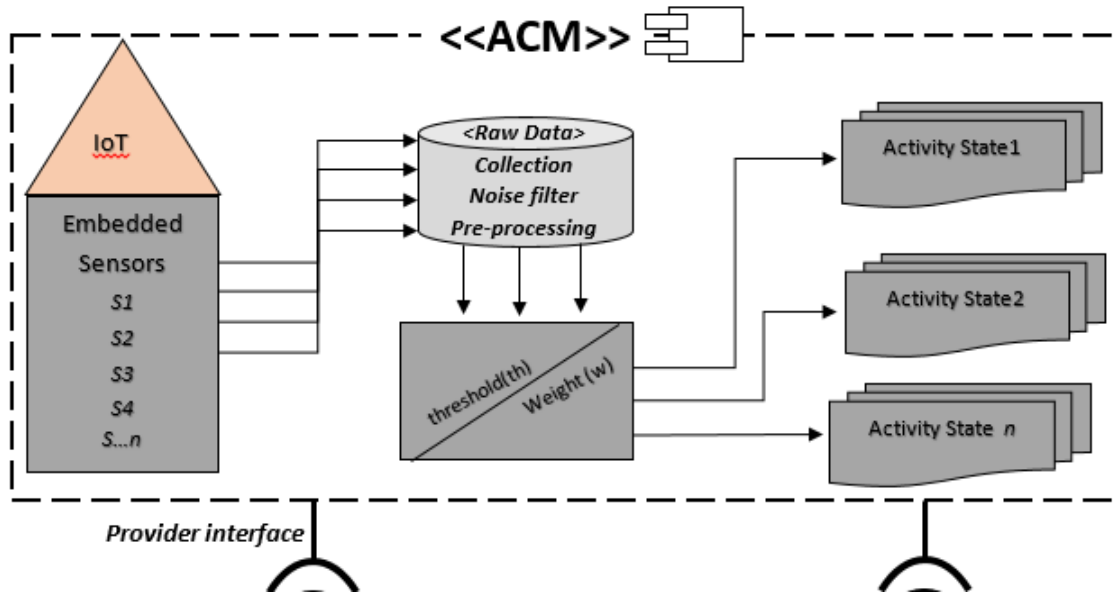 <<ACM>>
IoT
Embedded
Sensors
S1
S2
S3
S4
S...n
<Raw Data>
Collection
Noise filter
Pre-processing
threshold(th)
Weight (w)
Activity State1
Activity State2
Activity State n
Provider interface